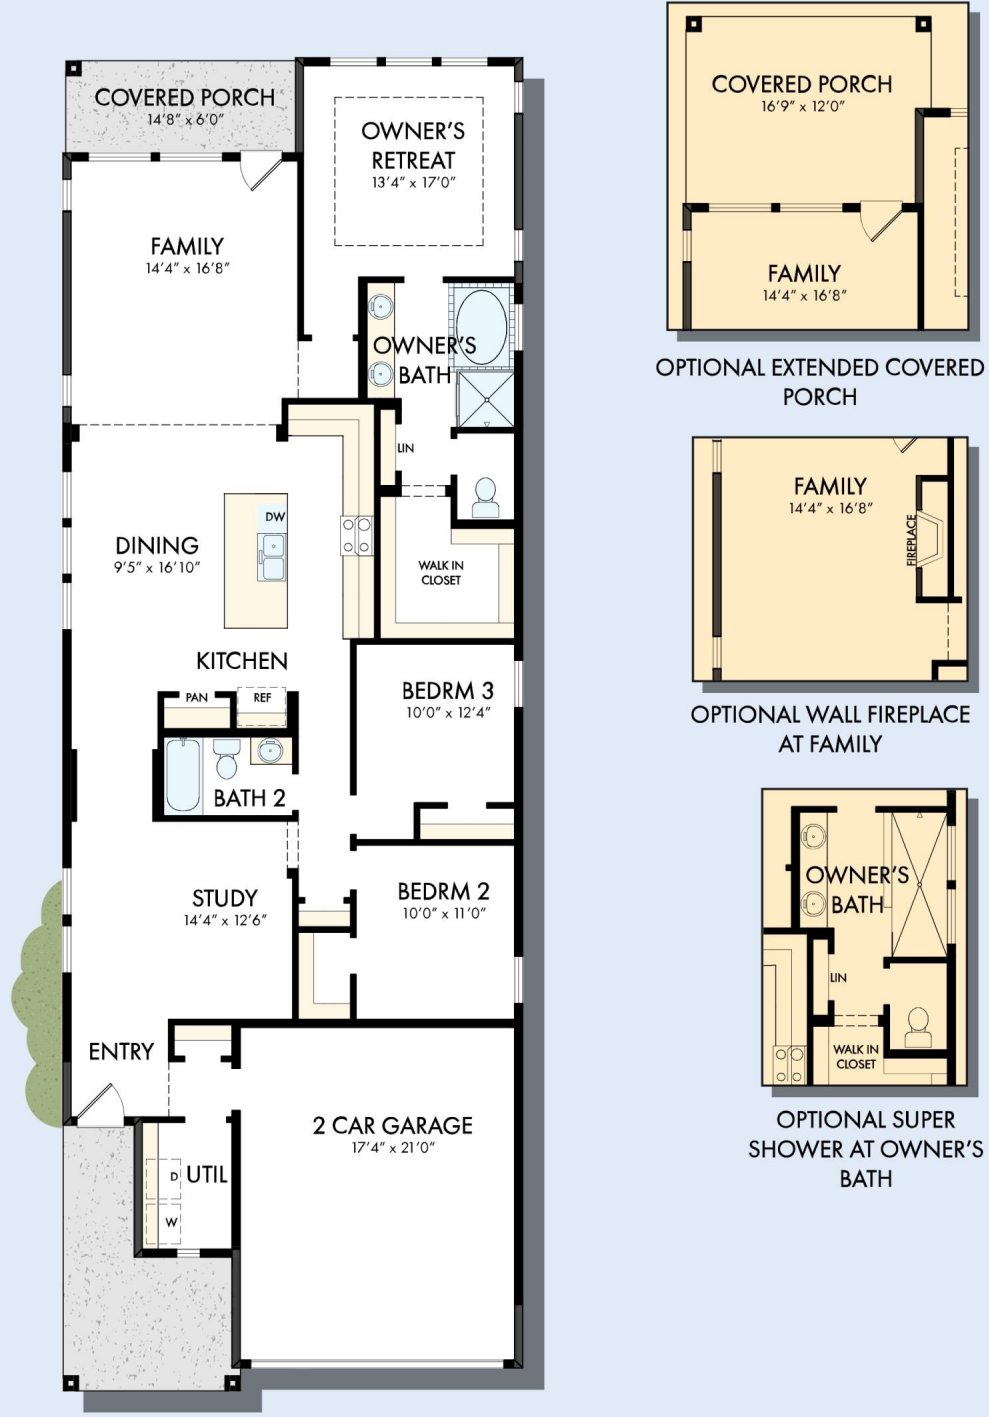 COVERED PORCH
14'8" x 6'0"
OWNER'S
RETREAT
13'4" x 17'0"
FAMILY
14'4" x 16'8"
OWNER'S
BATH
LIN
DW
DINING
9'5" x 16'10"
WALK IN
CLOSET
KITCHEN
PAN
REF
BEDRM 3
10'0" x 12'4"
BATH 2
STUDY
14'4" x 12'6"
BEDRM 2
10'0" x 11'0"
ENTRY
2 CAR GARAGE
17'4" x 21'0"
D
UTIL
W
COVERED PORCH
16'9" x 12'0"
FAMILY
14'4" x 16'8"
OPTIONAL EXTENDED COVERED
PORCH
FAMILY
14'4" x 16'8"
FIREPLACE
OPTIONAL WALL FIREPLACE
AT FAMILY
OWNER'S
BATH
LIN
WALK IN
CLOSET
OPTIONAL SUPER
SHOWER AT OWNER'S
BATH